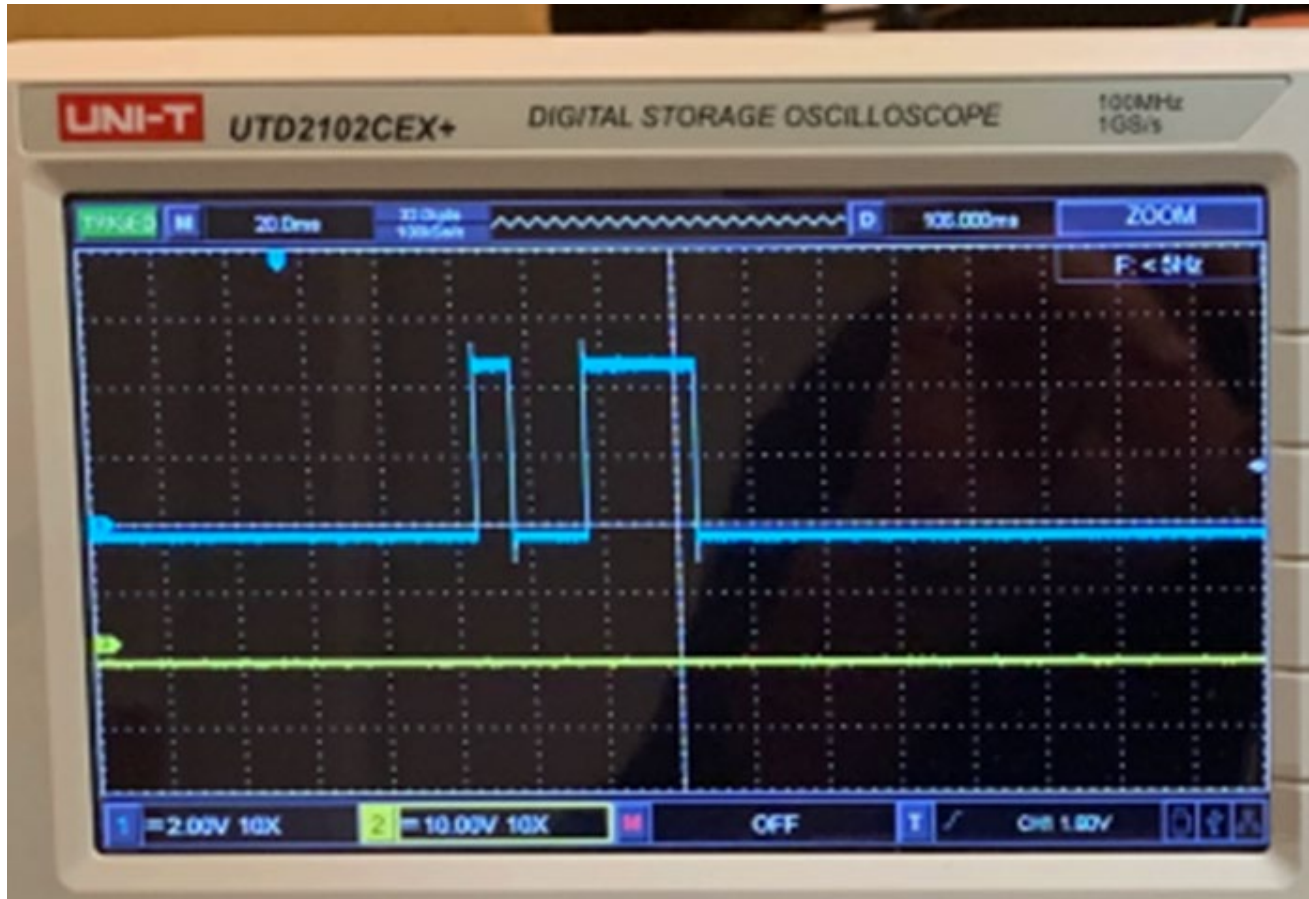 UNI-T UTD2102CEX+ DIGITAL STORAGE OSCILLOSCOPE 100MHz
1GS/s
M 20.0ms D ZOOM
F: < 5Hz
1 =2.00V 10X 2 =10.00V 10X M OFF T